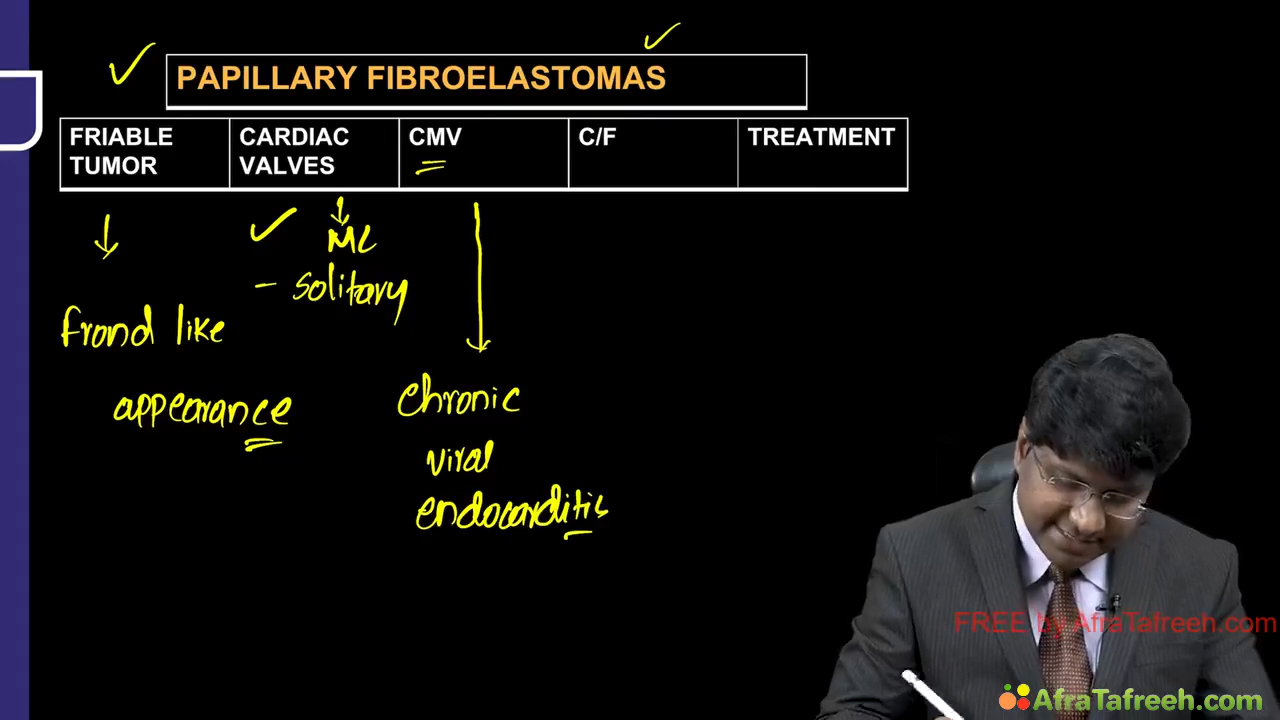 PAPILLARY FIBROELASTOMAS
FRIABLE TUMOR
CARDIAC VALVES
CMV
C/F
TREATMENT
MC
- solitary
frond like
appearance
chronic
viral
endocarditis
FREE by AfraTafreeh.com
AfraTafreeh.com